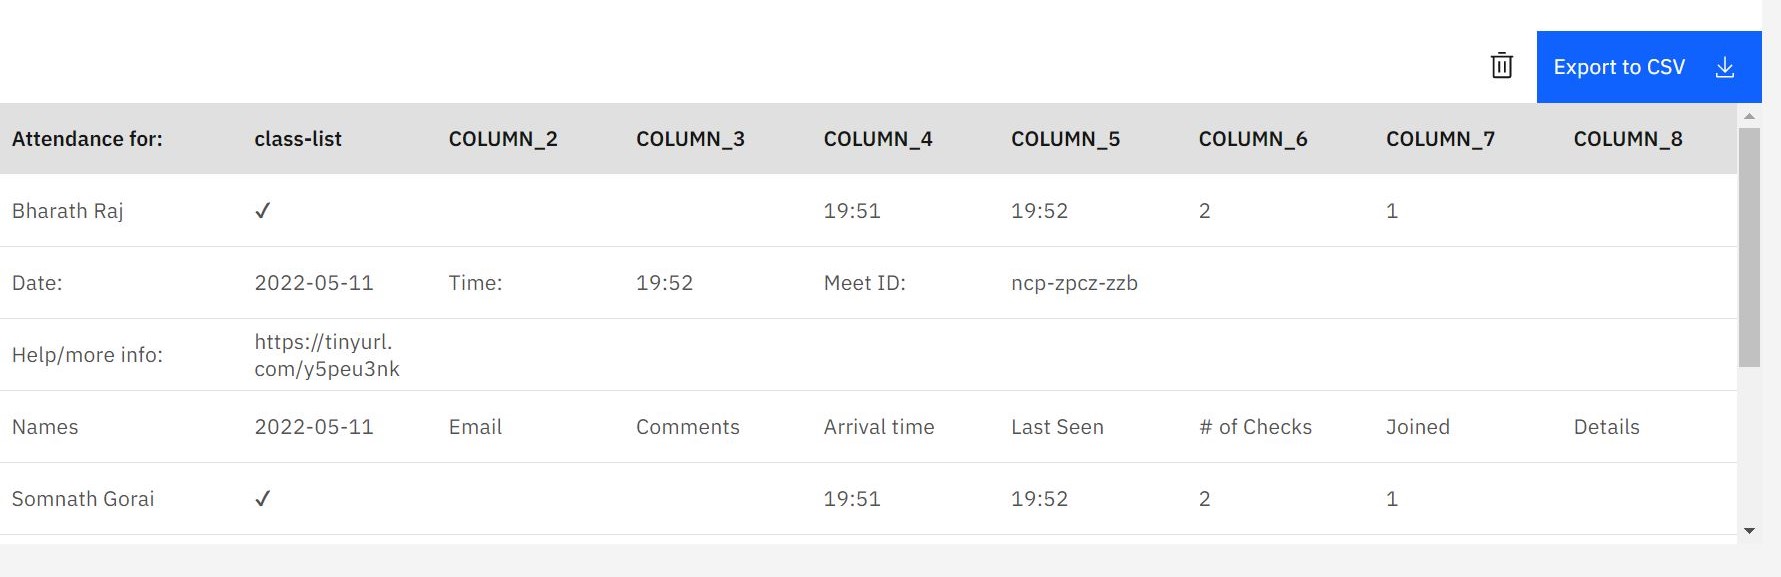 Export to CSV
Attendance for: class-list COLUMN_2 COLUMN_3 COLUMN_4 COLUMN_5 COLUMN_6 COLUMN_7 COLUMN_8
Bharath Raj ✓ 19:51 19:52 2 1
Date: 2022-05-11 Time: 19:52 Meet ID: ncp-zpcz-zzb
Help/more info: https://tinyurl.
com/y5peu3nk
Names 2022-05-11 Email Comments Arrival time Last Seen # of Checks Joined Details
Somnath Gorai ✓ 19:51 19:52 2 1